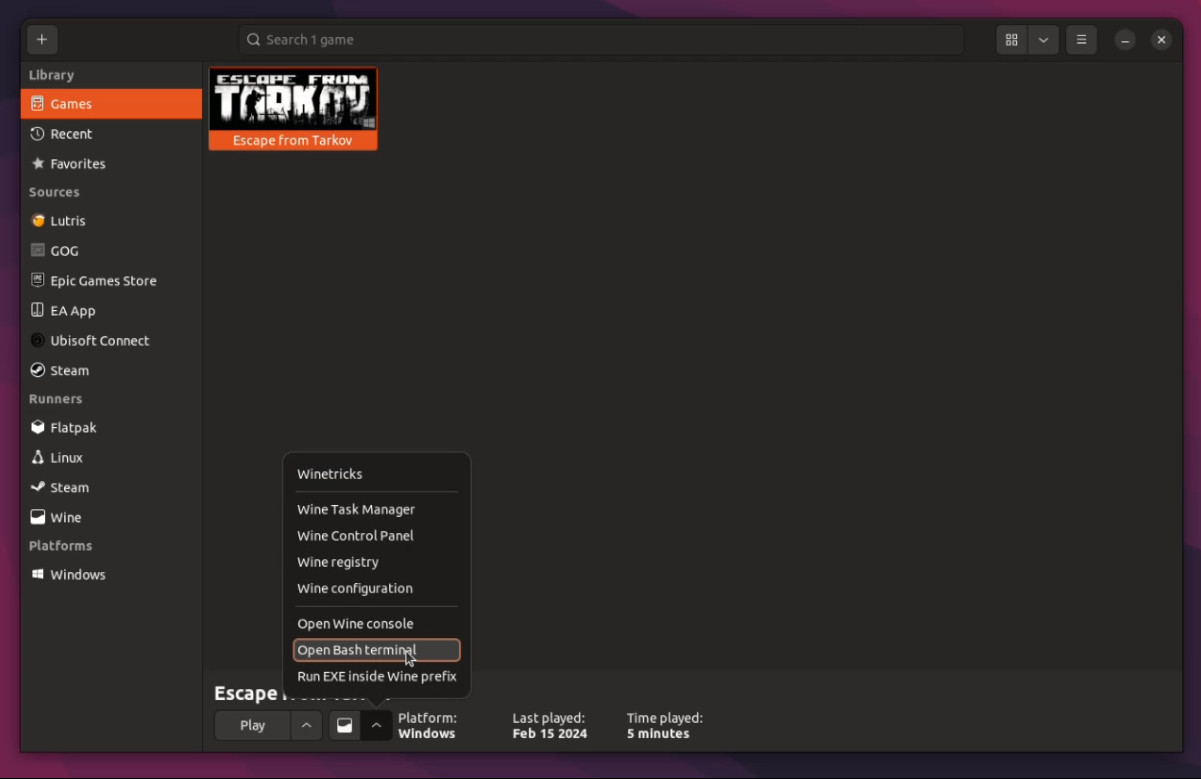 Search 1 game
Library
Games
Recent
Favorites
Sources
Lutris
GOG
Epic Games Store
EA App
Ubisoft Connect
Steam
Runners
Flatpak
Linux
Steam
Wine
Platforms
Windows
ESCAPE FROM
TARKOV
Escape from Tarkov
Winetricks
Wine Task Manager
Wine Control Panel
Wine registry
Wine configuration
Open Wine console
Open Bash terminal
Run EXE inside Wine prefix
Escape
Play
Platform:
Windows
Last played:
Feb 15 2024
Time played:
5 minutes